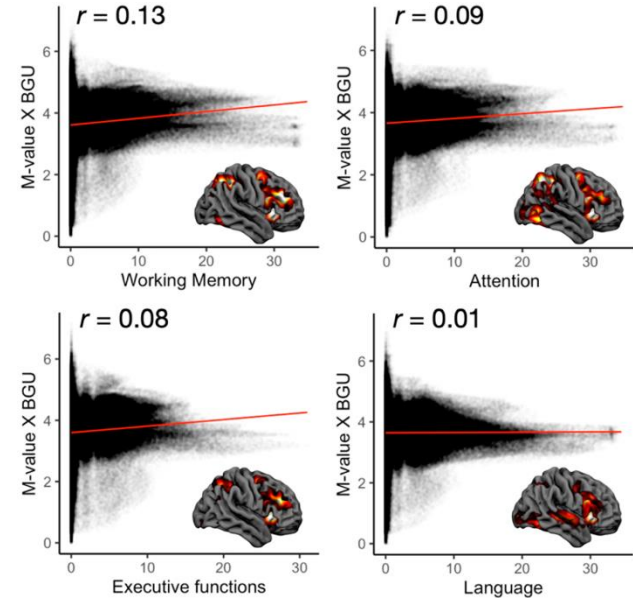 r = 0.13
M-value X BGU
6
4
2
0
0
10
20
30
Working Memory
r = 0.09
M-value X BGU
6
4
2
0
0
10
20
30
Attention
r = 0.08
M-value X BGU
6
4
2
0
0
10
20
30
Executive functions
r = 0.01
M-value X BGU
6
4
2
0
0
10
20
30
Language